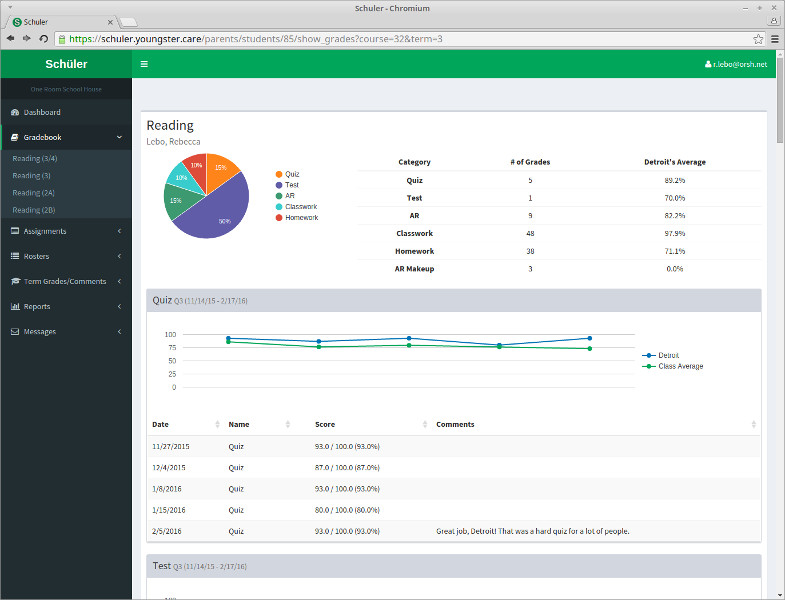 Schuler - Chromium
Schuler
https://schuler.youngster.care/parents/students/85/show_grades?course=32&term=3
Schüler
r.lebo@orsh.net
One Room School House
Dashboard
Gradebook
Reading (3/4)
Reading (3)
Reading (2A)
Reading (2B)
Assignments
Rosters
Term Grades/Comments
Reports
Messages
Reading
Lebo, Rebecca
10% 15%
10%
15%
50%
Quiz
Test
AR
Classwork
Homework
Category # of Grades Detroit's Average
Quiz 5 89.2%
Test 1 70.0%
AR 9 82.2%
Classwork 48 97.9%
Homework 38 71.1%
AR Makeup 3 0.0%
Quiz Q3 (11/14/15 - 2/17/16)
100
75
50
25
0
Detroit
Class Average
Date Name Score Comments
11/27/2015 Quiz 93.0 / 100.0 (93.0%)
12/4/2015 Quiz 87.0 / 100.0 (87.0%)
1/8/2016 Quiz 93.0 / 100.0 (93.0%)
1/15/2016 Quiz 80.0 / 100.0 (80.0%)
2/5/2016 Quiz 93.0 / 100.0 (93.0%) Great job, Detroit! That was a hard quiz for a lot of people.
Test Q3 (11/14/15 - 2/17/16)